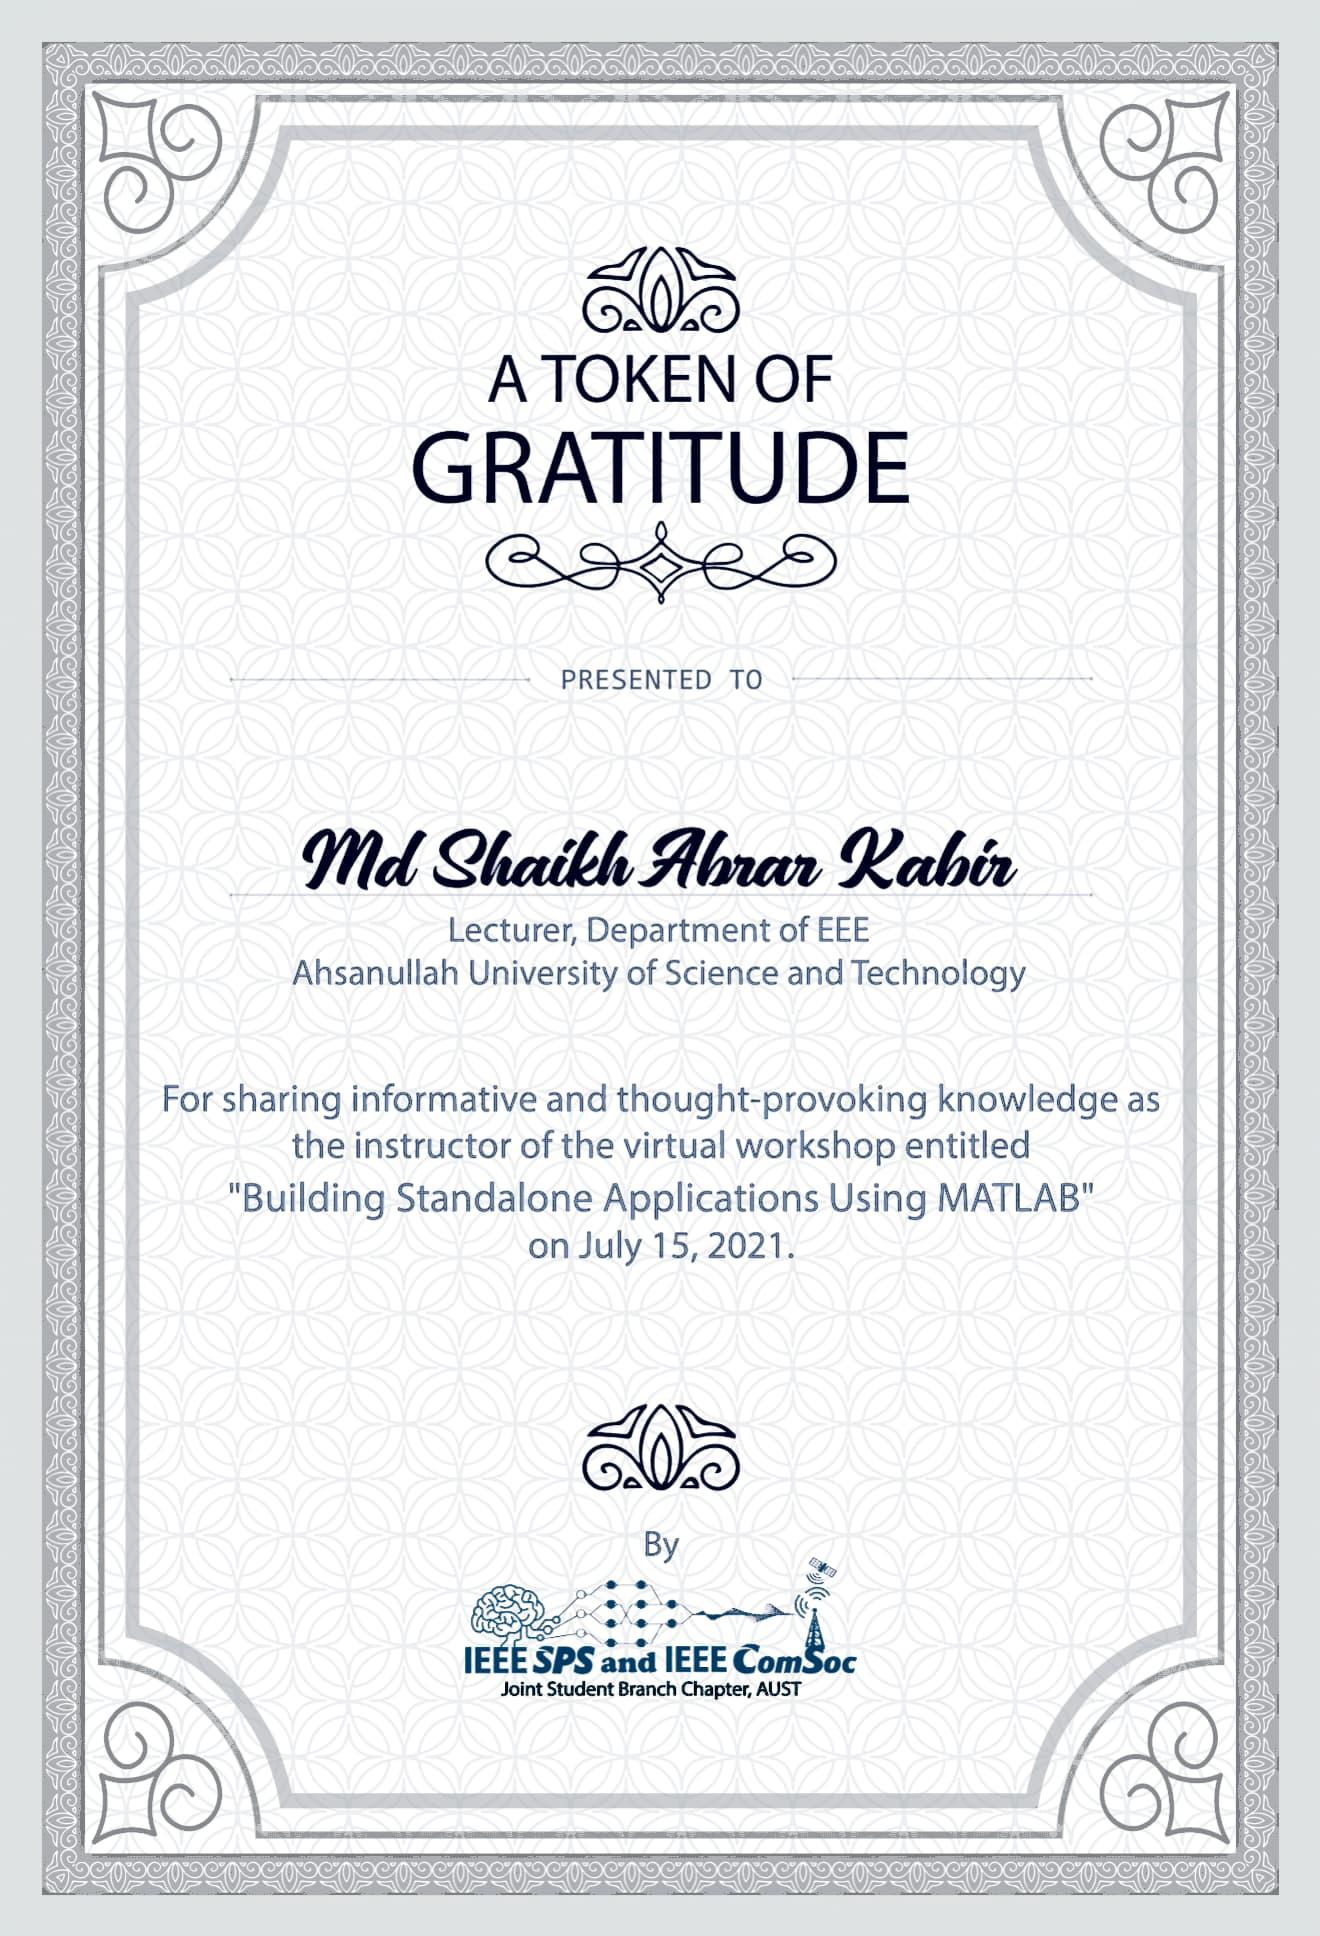 A TOKEN OF
GRATITUDE
PRESENTED TO
Md Shaikh Abrar Kabir
Lecturer, Department of EEE
Ahsanullah University of Science and Technology
For sharing informative and thought-provoking knowledge as
the instructor of the virtual workshop entitled
"Building Standalone Applications Using MATLAB"
on July 15, 2021.
By
IEEE SPS and IEEE ComSoc
Joint Student Branch Chapter, AUST